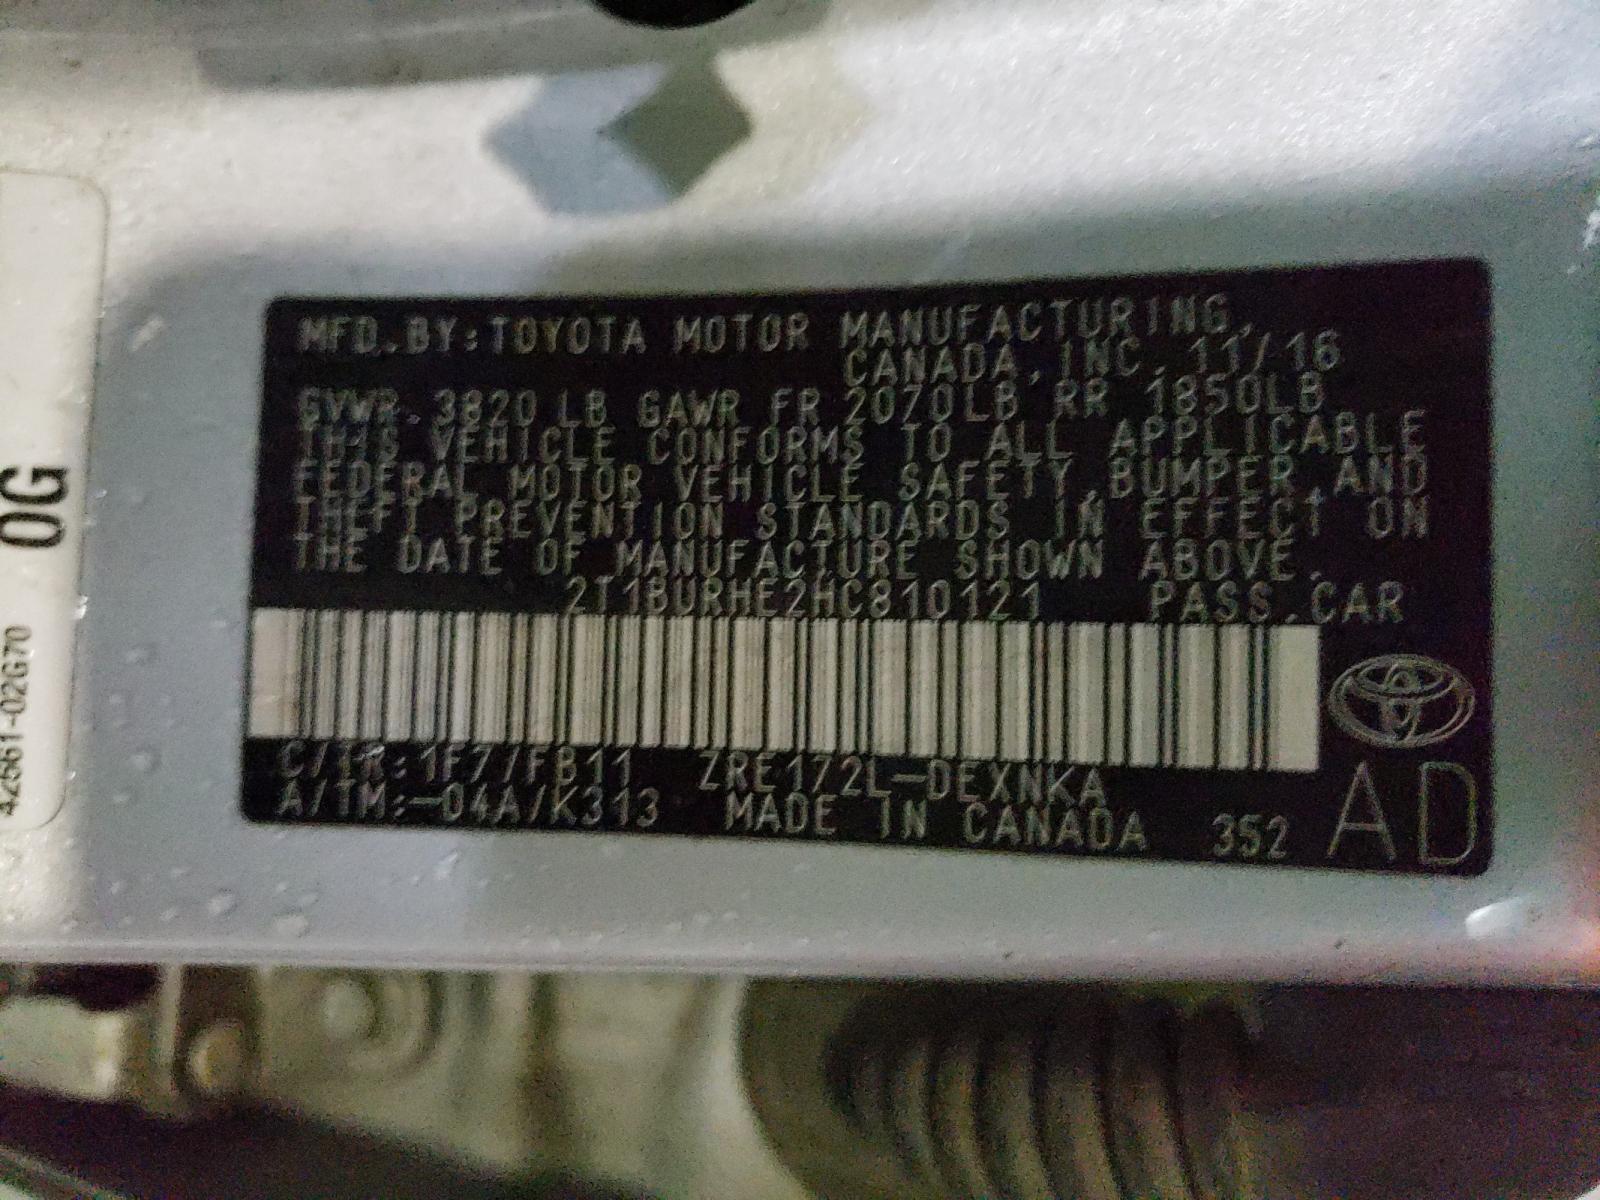 0G
42661-02G70
MFD. BY: TOYOTA MOTOR MANUFACTURING,
CANADA, INC. 11/16
GVWR 3820 LB GAWR FR 2070LB RR 1850LB
THIS VEHICLE CONFORMS TO ALL APPLICABLE
FEDERAL MOTOR VEHICLE SAFETY, BUMPER, AND
THEFT PREVENTION STANDARDS IN EFFECT ON
THE DATE OF MANUFACTURE SHOWN ABOVE.
2T1BURHE2HC810121 PASS.CAR
C/TR:1F7/FB11 ZRE172L-DEXNKA
A/TM:-04A/K313 MADE IN CANADA 352
AD